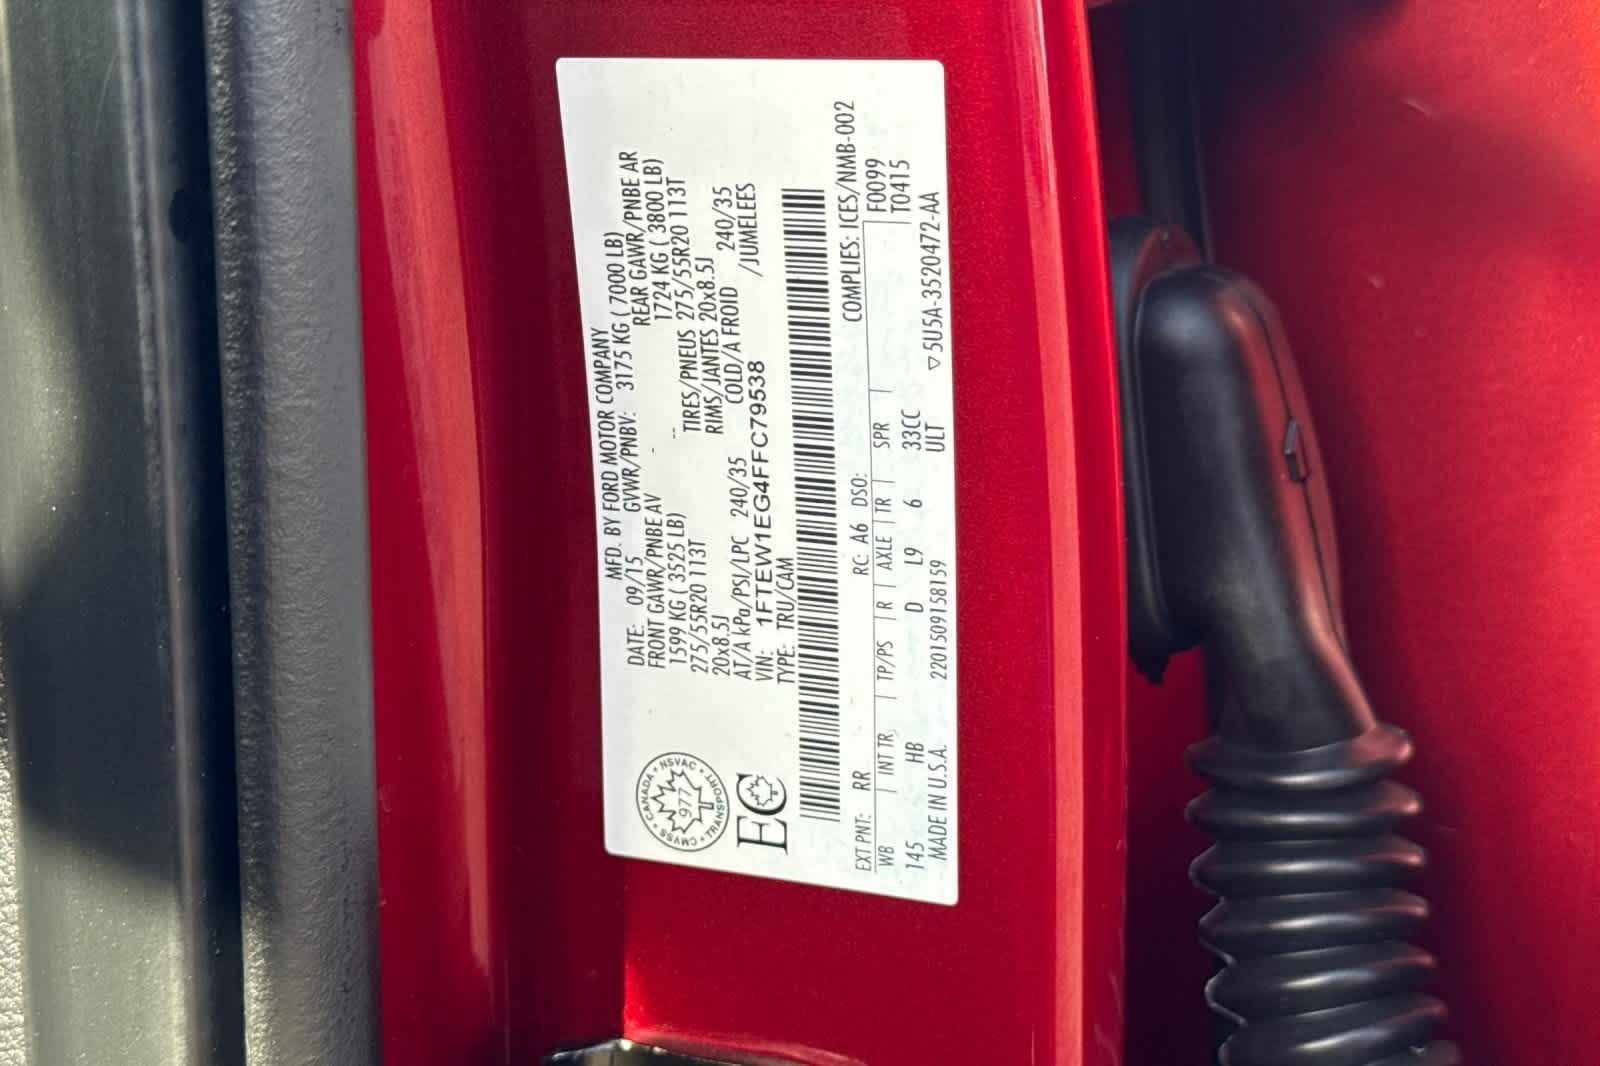 MFD. BY FORD MOTOR COMPANY
DATE: 09/15 GVWR/PNBV: 3175 KG ( 7000 LB)
FRONT GAWR/PNBE AV REAR GAWR/PNBE AR
1599 KG ( 3525 LB) 1724 KG ( 3800 LB)
275/55R20 113T TIRES/PNEUS 275/55R20 113T
20x8.5J RIMS/JANTES 20x8.5J
AT/A kPa/PSI/LPC 240/35 COLD/A FROID 240/35
VIN: 1FTEW1EG4FFC79538 /JUMELEES
TYPE: TRU/CAM
CANADA • NSVAC • TRANSPORT • CMVSS •
977
EC
COMPLIES: ICES/NMB-002
EXT PNT: RR RC: A6 DSO: F0099
WB INT TR TP/PS R AXLE TR SPR T0415
145 HB D L9 6 33CC
MADE IN U.S.A. 2201509158159 ULT ▽5U5A-3520472-AA